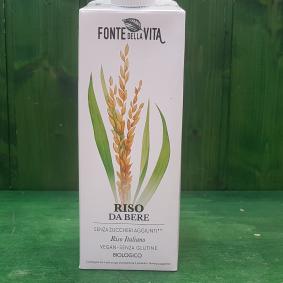 FONTE DELLA VITA
RISO
DA BERE
SENZA ZUCCHERI AGGIUNTI**
Riso Italiano
VEGAN-SENZA GLUTINE
BIOLOGICO